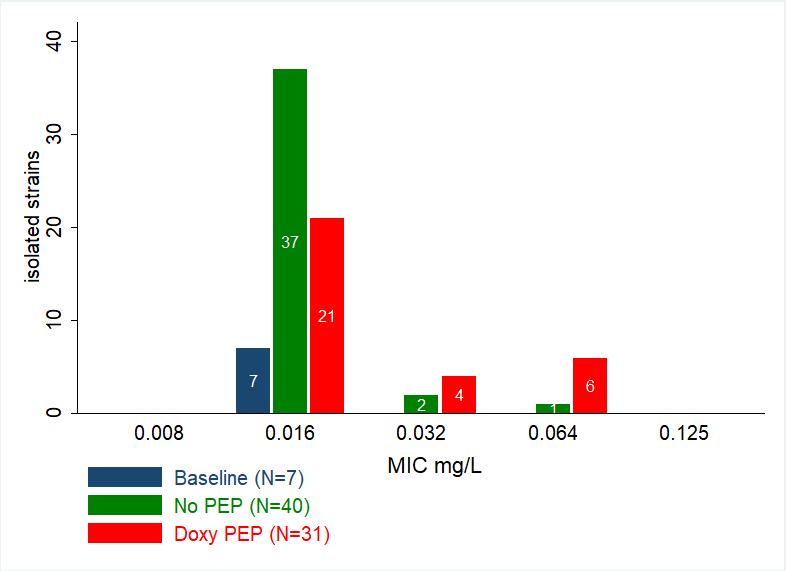 isolated strains
40
30
20
10
0
7
37
21
2
4
1
6
0.008 0.016 0.032 0.064 0.125
MIC mg/L
Baseline (N=7)
No PEP (N=40)
Doxy PEP (N=31)